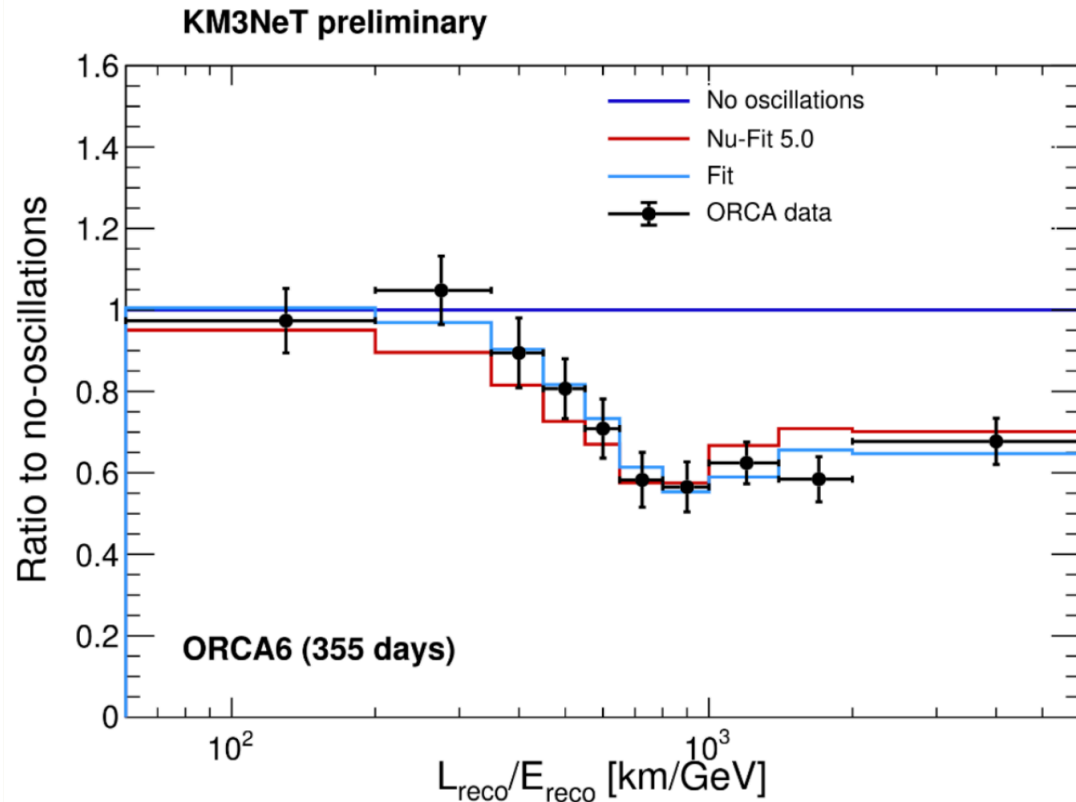 KM3NeT preliminary
1.6
1.4
1.2
1
0.8
0.6
0.4
0.2
0
Ratio to no-oscillations
No oscillations
Nu-Fit 5.0
Fit
ORCA data
ORCA6 (355 days)
10²
10³
L_reco/E_reco [km/GeV]